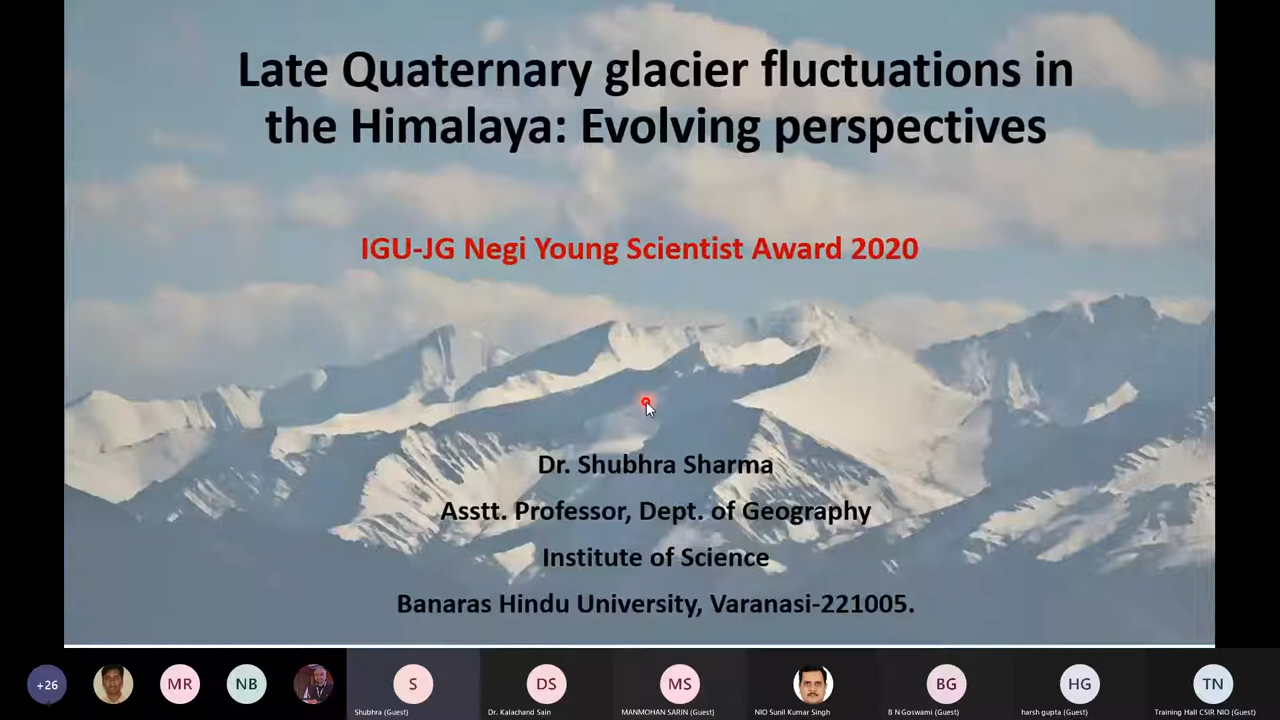 Late Quaternary glacier fluctuations in
the Himalaya: Evolving perspectives
IGU-JG Negi Young Scientist Award 2020
Dr. Shubhra Sharma
Asstt. Professor, Dept. of Geography
Institute of Science
Banaras Hindu University, Varanasi-221005.
+26 MR NB S DS MS BG HG TN
Shubhra (Guest) Dr. Kalachand Sain MANMOHAN SARIN (Guest) NIO Sunil Kumar Singh B N Goswami (Guest) harsh gupta (Guest) Training Hall CSIR NIO (Guest)